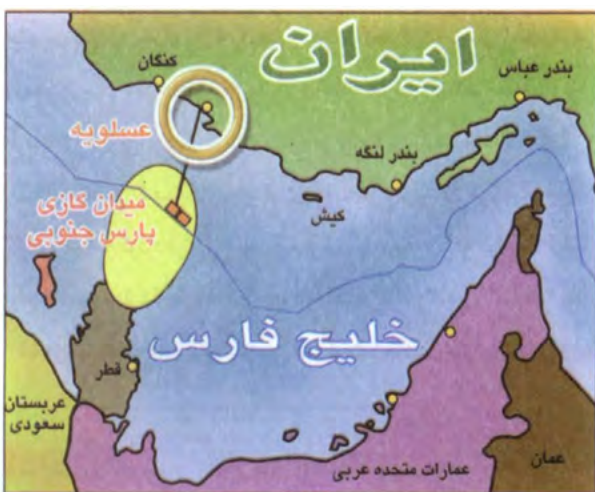 ایران
کنگان
بندر عباس
عسلویه
بندر لنگه
میدان گازی
پارس جنوبی
کیش
خلیج فارس
قطر
عربستان
سعودی
عمارات متحده عربی
عمان